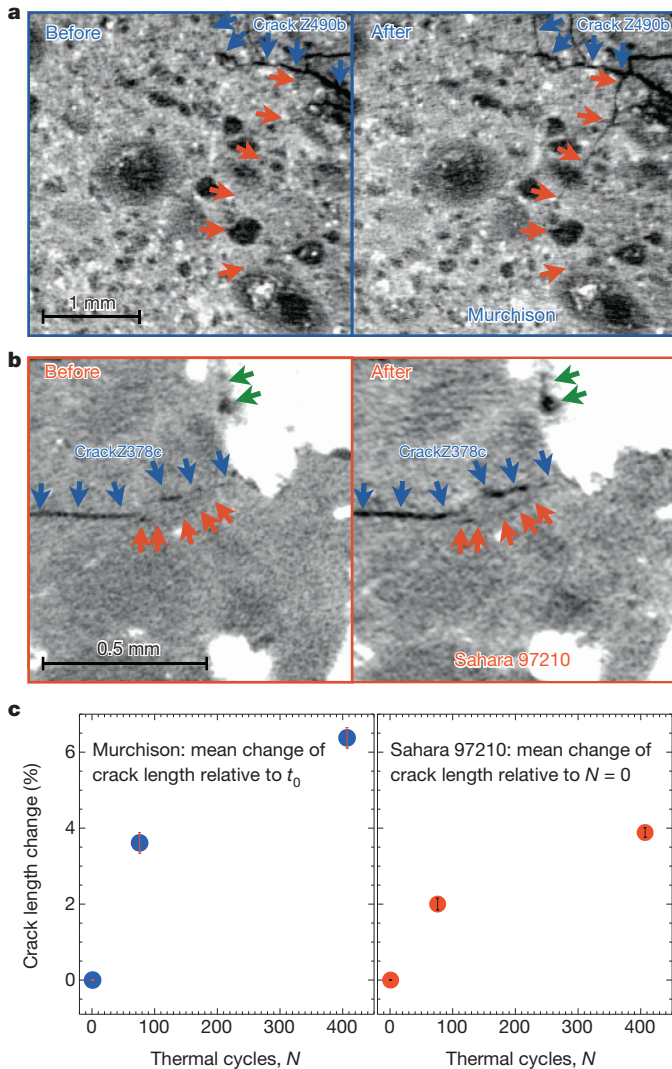 a
Before
Crack Z490b
After
Crack Z490b
1 mm
Murchison
b
Before
CrackZ378c
0.5 mm
After
CrackZ378c
Sahara 97210
c
Murchison: mean change of
crack length relative to t0
Sahara 97210: mean change of
crack length relative to N = 0
Crack length change (%)
6
4
2
0
0 100 200 300 400
0 100 200 300 400
Thermal cycles, N
Thermal cycles, N